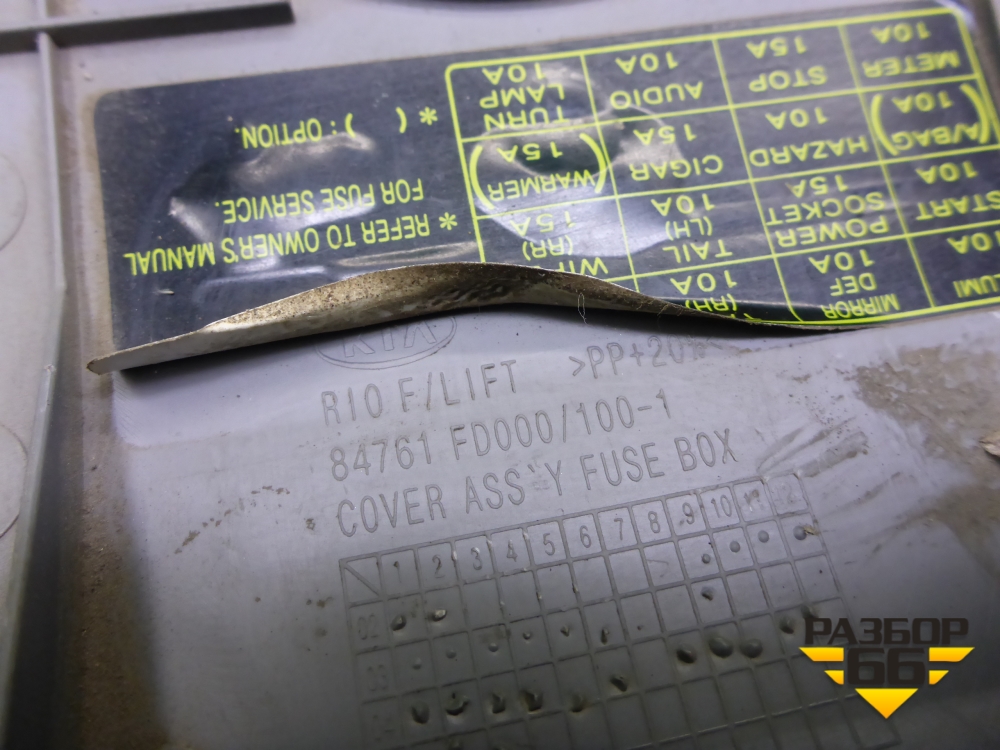 METER 10A
STOP 15A
AUDIO 10A
TURN LAMP 10A
(A/BAG) (10A)
HAZARD 10A
CIGAR 15A
(WARMER 15A)
START 10A
POWER SOCKET 15A
TAIL (LH) 10A
(RR) 15A
10A
MIRROR DEF 10A
(RH) 10A
* REFER TO OWNER'S MANUAL
FOR FUSE SERVICE.
* ( ) : OPTION.
KIA
RIO F/LIFT >PP+20
84761 FD000/100-1
COVER ASS`Y FUSE BOX
1 2 3 4 5 6 7 8 9 10 11 12
02
03
РАЗБОР
66